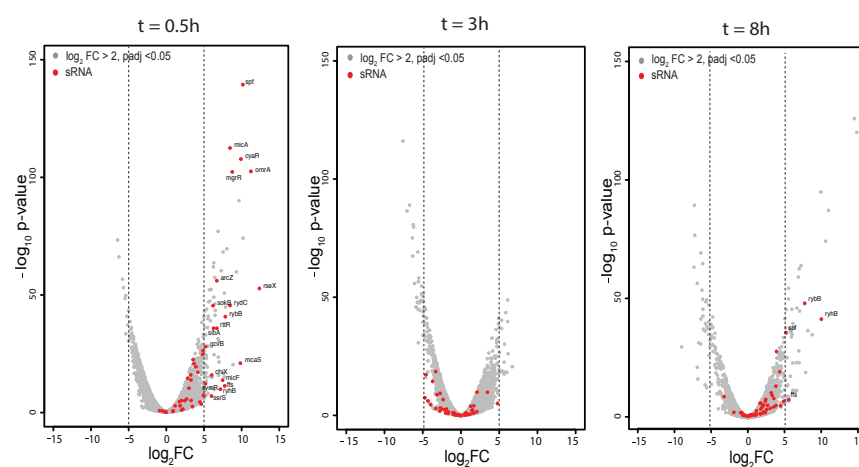 t = 0.5h
t = 3h
t = 8h
log2 FC > 2, padj <0.05
sRNA
spf
micA
cyaR
omrA
mgrR
arcZ
rseX
sokB
rydC
rybB
rttR
sibA
gcvB
mcaS
chiX
micF
symR
ffs
ryhB
ssrS
-log10 p-value
0
50
100
150
-15
-10
-5
0
5
10
15
log2FC
log2 FC > 2, padj <0.05
sRNA
-log10 p-value
0
50
100
150
-15
-10
-5
0
5
10
15
log2FC
log2 FC > 2, padj <0.05
sRNA
rybB
ryhB
spf
ffs
-log10 p-value
0
50
100
150
-15
-10
-5
0
5
10
15
log2FC